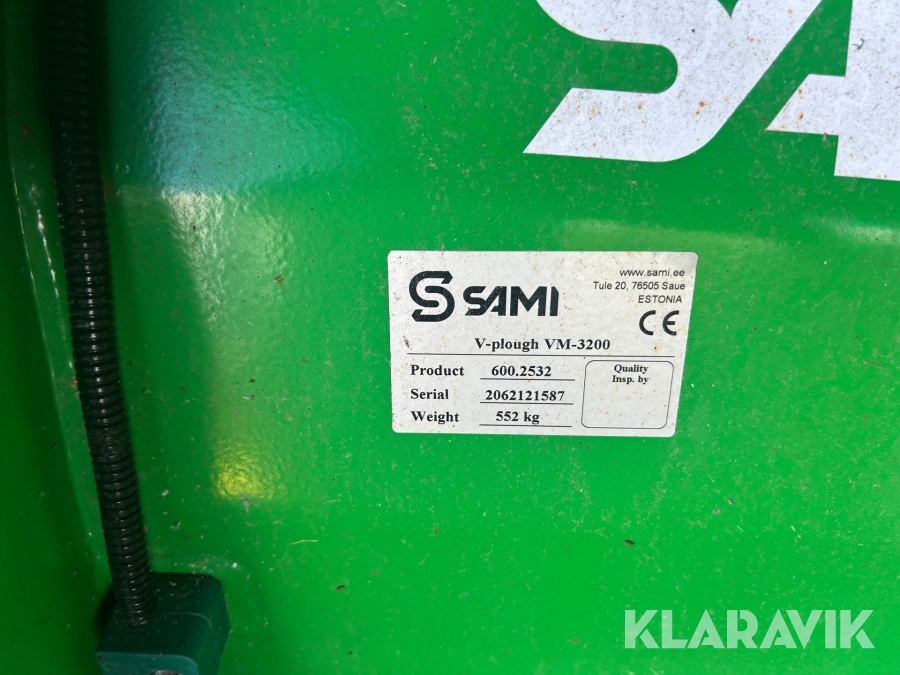 SAMI
www.sami.ee
Tule 20, 76505 Saue
ESTONIA
CE
V-plough VM-3200
Product 600.2532
Serial 2062121587
Weight 552 kg
Quality
Insp. by
KLARAVIK